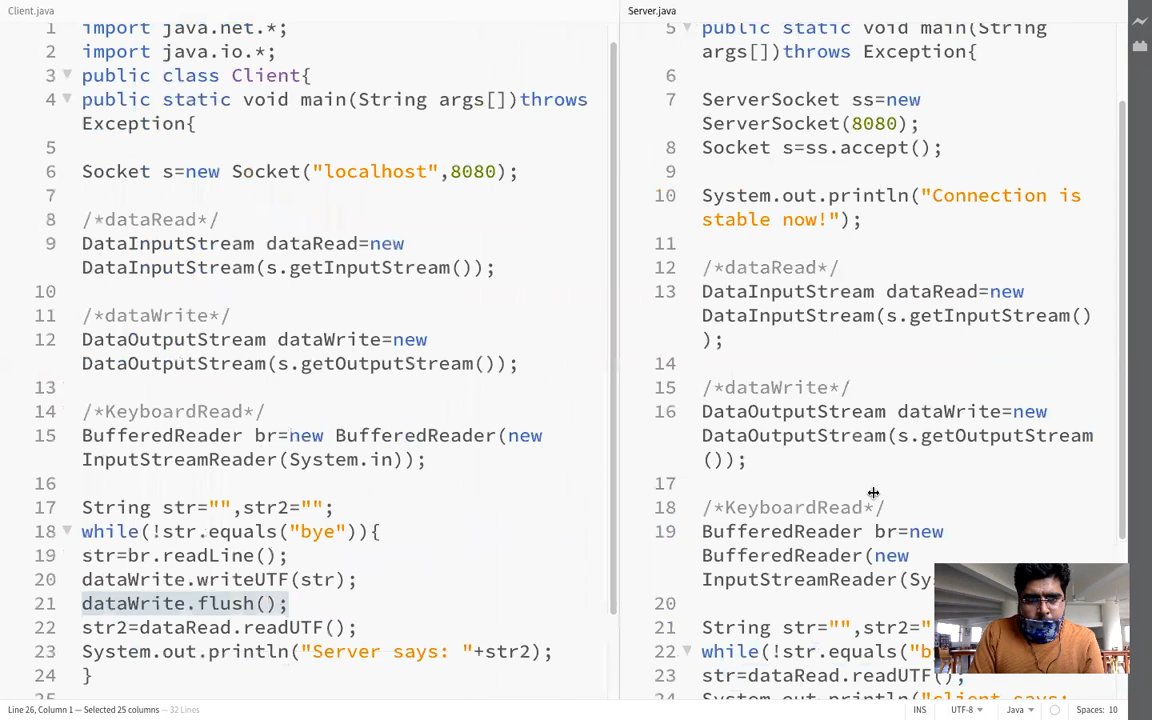 Client.java
1 import java.net.*;
2 import java.io.*;
3 public class Client{
4 public static void main(String args[])throws
Exception{
5
6 Socket s=new Socket("localhost",8080);
7
8 /*dataRead*/
9 DataInputStream dataRead=new
DataInputStream(s.getInputStream());
10
11 /*dataWrite*/
12 DataOutputStream dataWrite=new
DataOutputStream(s.getOutputStream());
13
14 /*KeyboardRead*/
15 BufferedReader br=new BufferedReader(new
InputStreamReader(System.in));
16
17 String str="",str2="";
18 while(!str.equals("bye")){
19 str=br.readLine();
20 dataWrite.writeUTF(str);
21 dataWrite.flush();
22 str2=dataRead.readUTF();
23 System.out.println("Server says: "+str2);
24 }
25
Server.java
5 public static void main(String
args[])throws Exception{
6
7 ServerSocket ss=new
ServerSocket(8080);
8 Socket s=ss.accept();
9
10 System.out.println("Connection is
stable now!");
11
12 /*dataRead*/
13 DataInputStream dataRead=new
DataInputStream(s.getInputStream()
);
14
15 /*dataWrite*/
16 DataOutputStream dataWrite=new
DataOutputStream(s.getOutputStream
());
17
18 /*KeyboardRead*/
19 BufferedReader br=new
BufferedReader(new
InputStreamReader(Sy
20
21 String str="",str2="
22 while(!str.equals("b
23 str=dataRead.readUTF();
24 System.out.println("client says:
Line 26, Column 1 — Selected 25 columns — 32 Lines
INS UTF-8 Java Spaces: 10